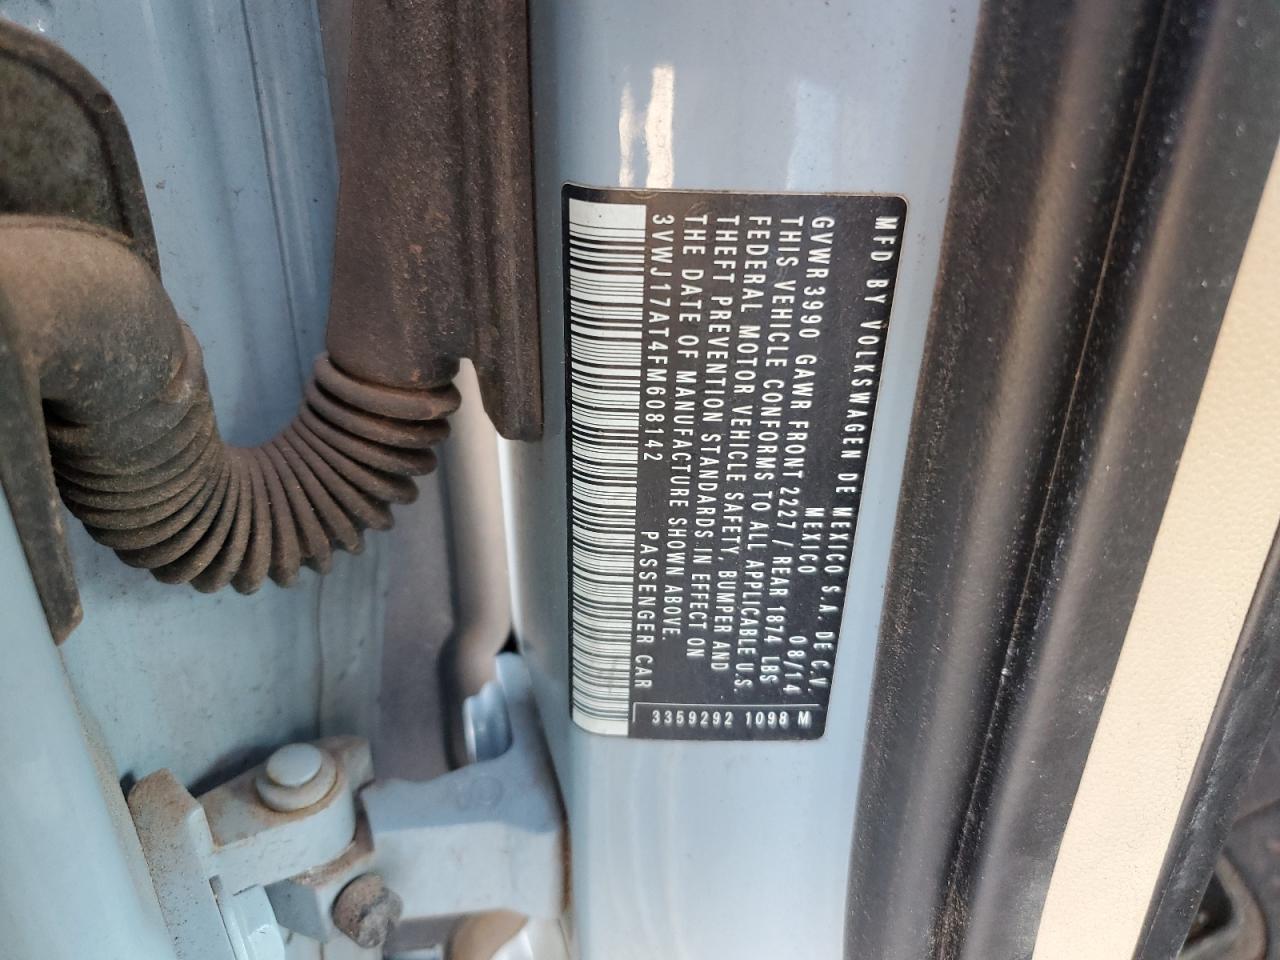 MFD BY VOLKSWAGEN DE MEXICO S.A. DE C.V.
MEXICO 08/14
GVWR 3990 GAWR FRONT 2227 / REAR 1874 LBS
THIS VEHICLE CONFORMS TO ALL APPLICABLE U.S.
FEDERAL MOTOR VEHICLE SAFETY, BUMPER AND
THEFT PREVENTION STANDARDS IN EFFECT ON
THE DATE OF MANUFACTURE SHOWN ABOVE.
3VWJ17AT4FM608142 PASSENGER CAR
3359292 1098 M